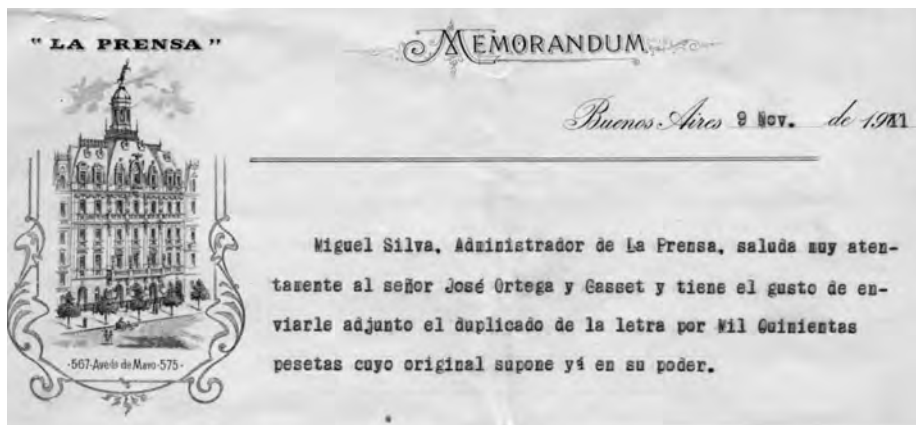 " LA PRENSA "
MEMORANDUM
Buenos Aires 9 Nov. de 1911
Miguel Silva, Administrador de La Prensa, saluda muy aten-
tamente al señor José Ortega y Gasset y tiene el gusto de en-
viarle adjunto el duplicado de la letra por Mil Quinientas
pesetas cuyo original supone yá en su poder.
·567-Avenida de Mayo-575·